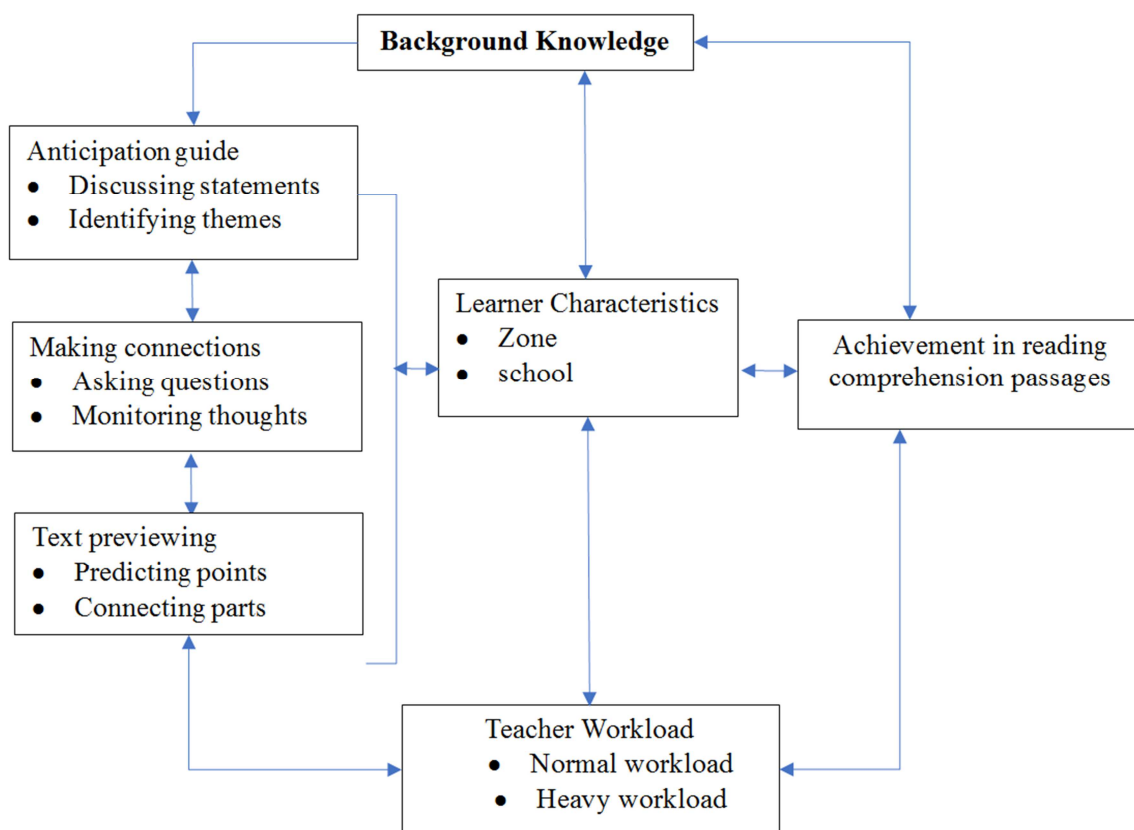 Background Knowledge
Anticipation guide
● Discussing statements
● Identifying themes
Making connections
● Asking questions
● Monitoring thoughts
Text previewing
● Predicting points
● Connecting parts
Learner Characteristics
● Zone
● school
Achievement in reading
comprehension passages
Teacher Workload
● Normal workload
● Heavy workload